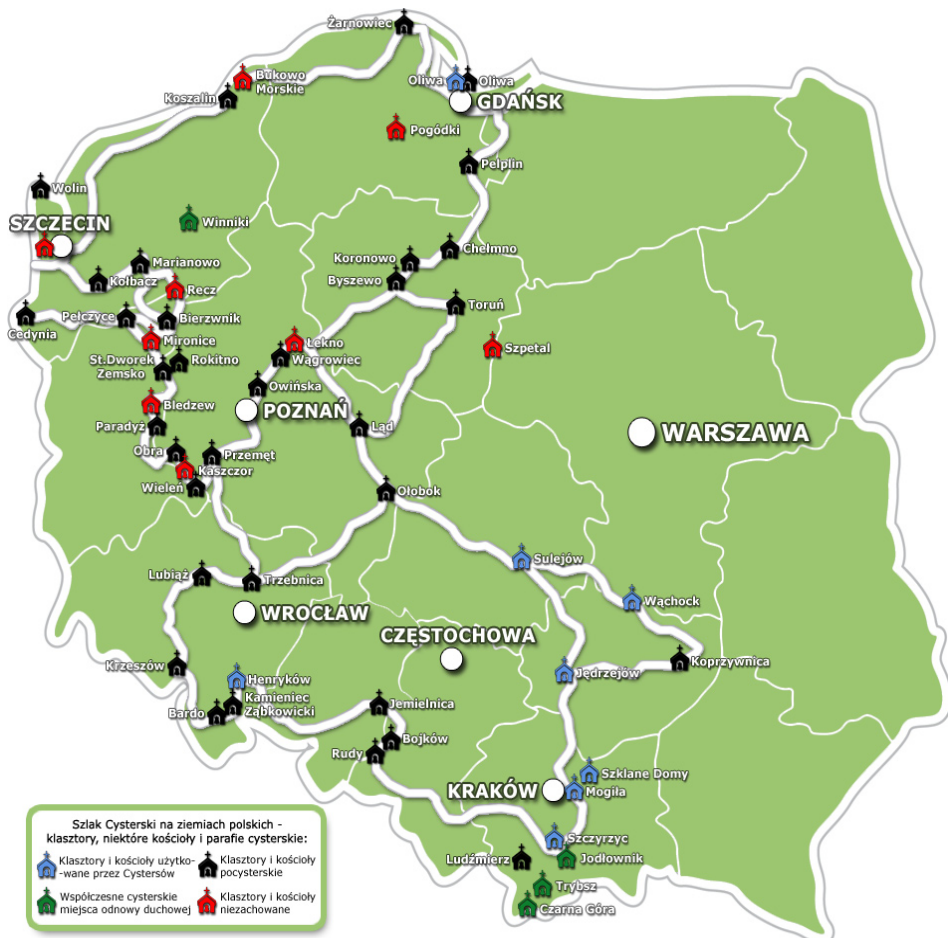 Żarnowiec
Bukowo
Morskie
Oliwa
Oliwa
Koszalin
GDAŃSK
Pogódki
Pelplin
Wolin
SZCZECIN
Winniki
Chełmno
Marianowo
Koronowo
Kołbacz
Recz
Byszewo
Toruń
Cedynia
Pełczyce
Bierzwnik
Mironice
Łekno
Szpetal
St.Dworek
Rokitno
Wągrowiec
Zemsko
Owińska
Bledzew
POZNAŃ
Paradyż
Ląd
WARSZAWA
Obra
Przemęt
Kaszczor
Wieleń
Ołobok
Sulejów
Lubiąż
Trzebnica
Wąchock
WROCŁAW
CZĘSTOCHOWA
Krzeszów
Koprzywnica
Henryków
Jędrzejów
Kamieniec
Ząbkowicki
Bardo
Jemielnica
Bojków
Rudy
Szklane Domy
KRAKÓW
Mogiła
Szczyrzyc
Ludźmierz
Jodłownik
Trybsz
Czarna Góra
Szlak Cysterski na ziemiach polskich -
klasztory, niektóre kościoły i parafie cysterskie:
Klasztory i kościoły użytko-
-wane przez Cystersów
Klasztory i kościoły
pocysterskie
Współczesne cysterskie
miejsca odnowy duchowej
Klasztory i kościoły
niezachowane